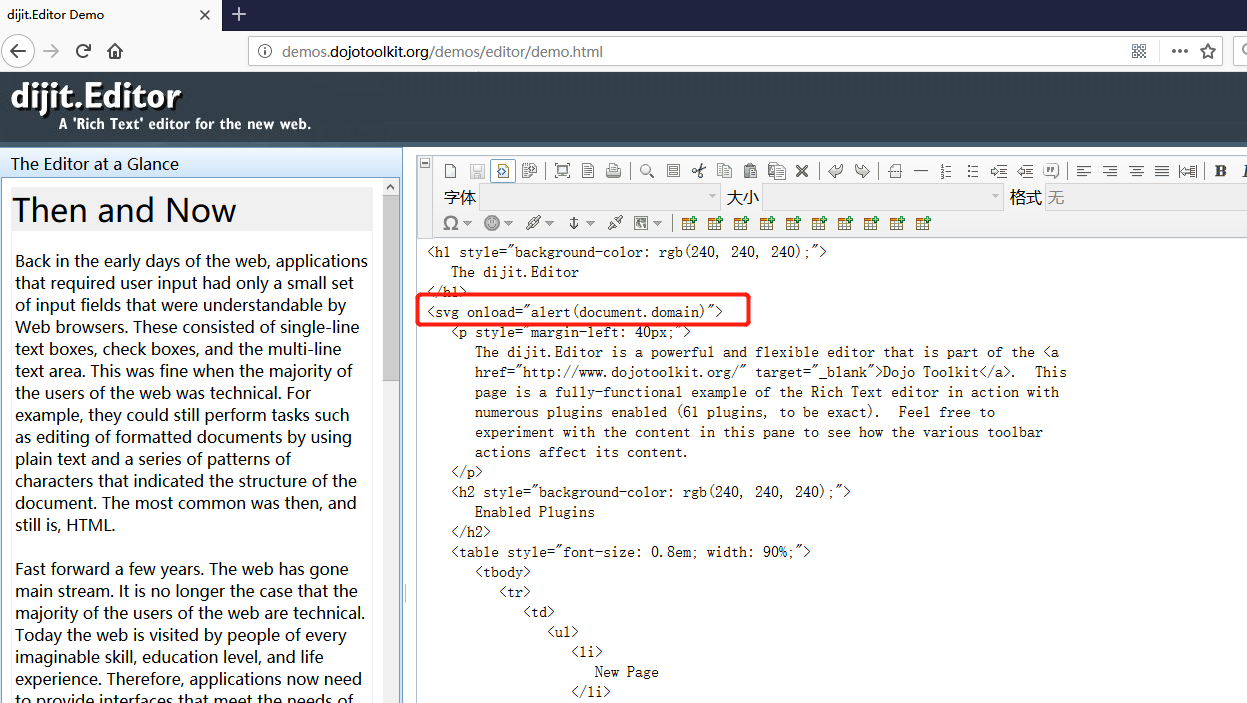 dijit.Editor Demo
demos.dojotoolkit.org/demos/editor/demo.html
dijit.Editor
A 'Rich Text' editor for the new web.
The Editor at a Glance
Then and Now
Back in the early days of the web, applications
that required user input had only a small set
of input fields that were understandable by
Web browsers. These consisted of single-line
text boxes, check boxes, and the multi-line
text area. This was fine when the majority of
the users of the web was technical. For
example, they could still perform tasks such
as editing of formatted documents by using
plain text and a series of patterns of
characters that indicated the structure of the
document. The most common was then, and
still is, HTML.
Fast forward a few years. The web has gone
main stream. It is no longer the case that the
majority of the users of the web are technical.
Today the web is visited by people of every
imaginable skill, education level, and life
experience. Therefore, applications now need
to provide interfaces that meet the needs of
B
字体 大小 格式 无
<h1 style="background-color: rgb(240, 240, 240);">
The dijit.Editor
</h1>
<svg onload="alert(document.domain)">
<p style="margin-left: 40px;">
The dijit.Editor is a powerful and flexible editor that is part of the <a
href="http://www.dojotoolkit.org/" target="_blank">Dojo Toolkit</a>.  This
page is a fully-functional example of the Rich Text editor in action with
numerous plugins enabled (61 plugins, to be exact).  Feel free to
experiment with the content in this pane to see how the various toolbar
actions affect its content.
</p>
<h2 style="background-color: rgb(240, 240, 240);">
Enabled Plugins
</h2>
<table style="font-size: 0.8em; width: 90%;">
<tbody>
<tr>
<td>
<ul>
<li>
New Page
</li>